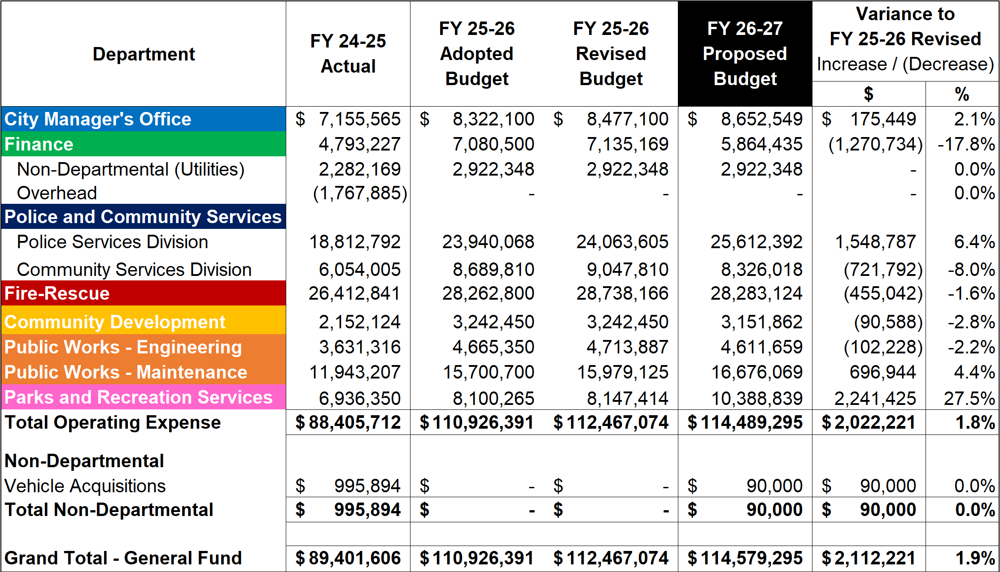 Department
FY 24-25
Actual
FY 25-26
Adopted
Budget
FY 25-26
Revised
Budget
FY 26-27
Proposed
Budget
Variance to
FY 25-26 Revised
Increase / (Decrease)
$ %
City Manager's Office $ 7,155,565 $ 8,322,100 $ 8,477,100 $ 8,652,549 $ 175,449 2.1%
Finance 4,793,227 7,080,500 7,135,169 5,864,435 (1,270,734) -17.8%
Non-Departmental (Utilities) 2,282,169 2,922,348 2,922,348 2,922,348 - 0.0%
Overhead (1,767,885) - - - - 0.0%
Police and Community Services
Police Services Division 18,812,792 23,940,068 24,063,605 25,612,392 1,548,787 6.4%
Community Services Division 6,054,005 8,689,810 9,047,810 8,326,018 (721,792) -8.0%
Fire-Rescue 26,412,841 28,262,800 28,738,166 28,283,124 (455,042) -1.6%
Community Development 2,152,124 3,242,450 3,242,450 3,151,862 (90,588) -2.8%
Public Works - Engineering 3,631,316 4,665,350 4,713,887 4,611,659 (102,228) -2.2%
Public Works - Maintenance 11,943,207 15,700,700 15,979,125 16,676,069 696,944 4.4%
Parks and Recreation Services 6,936,350 8,100,265 8,147,414 10,388,839 2,241,425 27.5%
Total Operating Expense $ 88,405,712 $ 110,926,391 $ 112,467,074 $ 114,489,295 $ 2,022,221 1.8%
Non-Departmental
Vehicle Acquisitions $ 995,894 $ - $ - $ 90,000 $ 90,000 0.0%
Total Non-Departmental $ 995,894 $ - $ - $ 90,000 $ 90,000 0.0%
Grand Total - General Fund $ 89,401,606 $ 110,926,391 $ 112,467,074 $ 114,579,295 $ 2,112,221 1.9%